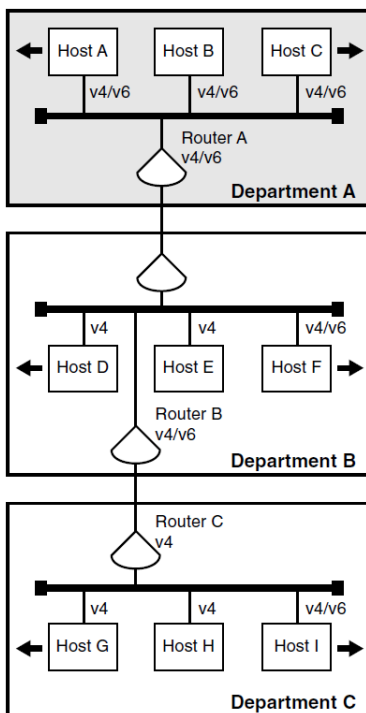 Host A
Host B
Host C
v4/v6
v4/v6
v4/v6
Router A
v4/v6
Department A
v4
v4
v4/v6
Host D
Host E
Host F
Router B
v4/v6
Department B
Router C
v4
v4
v4
v4/v6
Host G
Host H
Host I
Department C